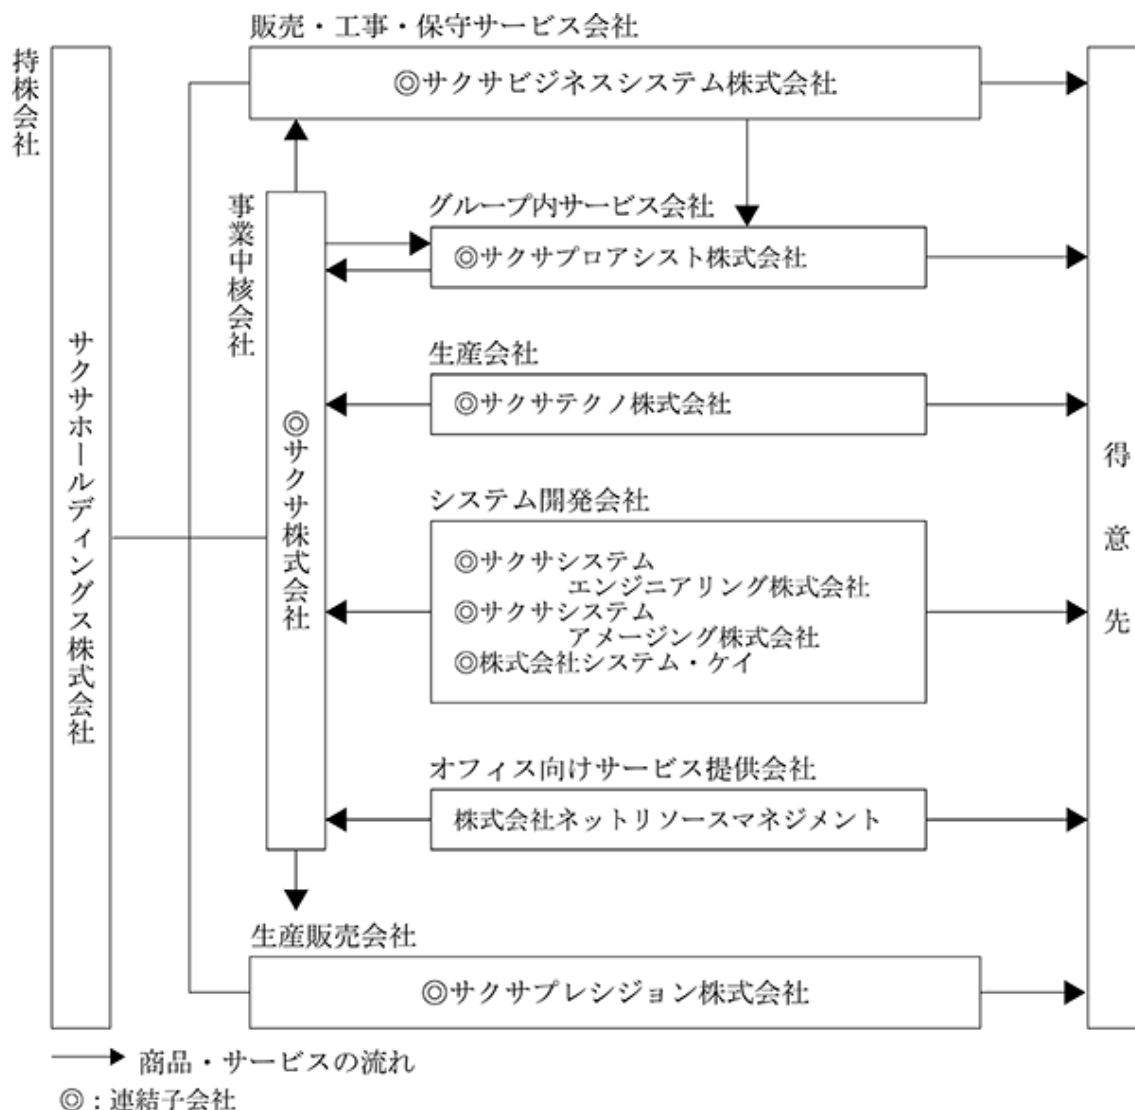 販売・工事・保守サービス会社
持株会社
◎サクサビジネスシステム株式会社
事業中核会社
グループ内サービス会社
◎サクサプロアシスト株式会社
サクサホールディングス株式会社
◎サクサ株式会社
生産会社
◎サクサテクノ株式会社
得意先
システム開発会社
◎サクサシステム
エンジニアリング株式会社
◎サクサシステム
アメージング株式会社
◎株式会社システム・ケイ
オフィス向けサービス提供会社
株式会社ネットリソースマネジメント
生産販売会社
◎サクサプレシジョン株式会社
商品・サービスの流れ
◎：連結子会社